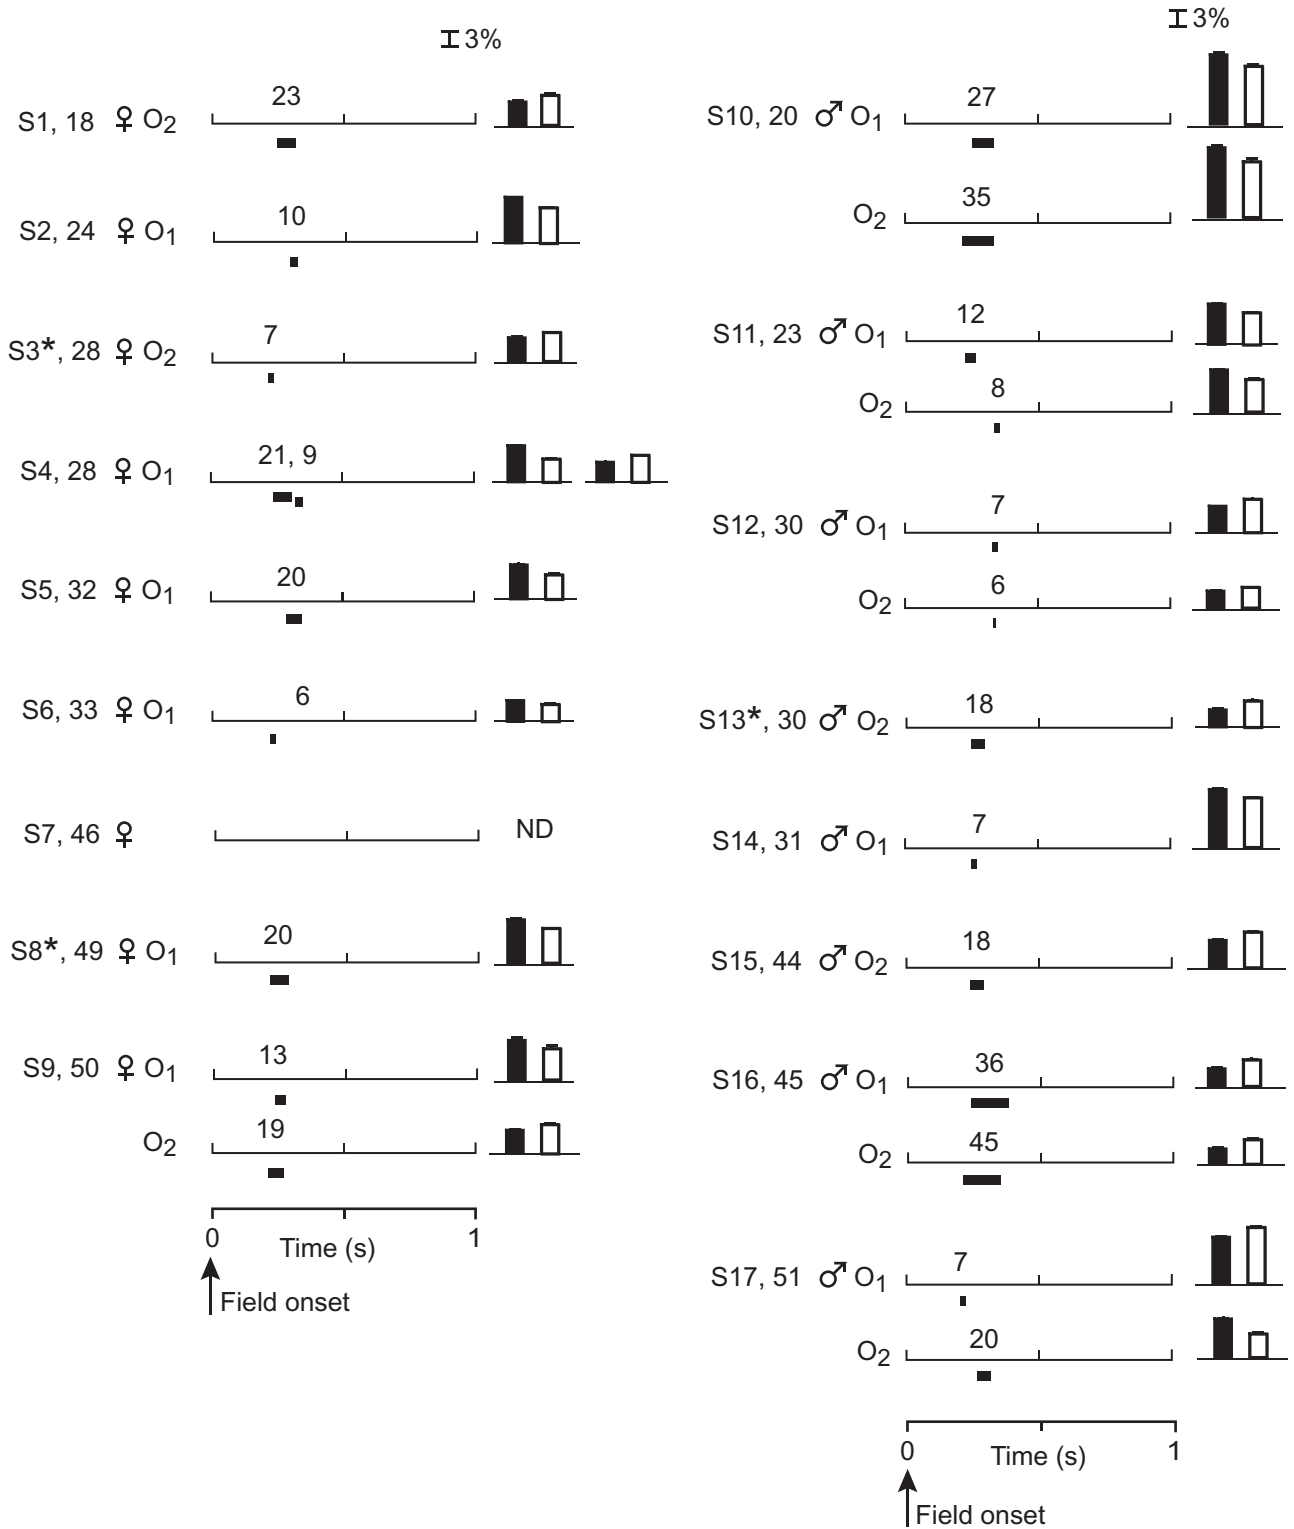 3%
S1, 18 ♀ O2
23
S2, 24 ♀ O1
10
S3*, 28 ♀ O2
7
S4, 28 ♀ O1
21, 9
S5, 32 ♀ O1
20
S6, 33 ♀ O1
6
S7, 46 ♀
ND
S8*, 49 ♀ O1
20
S9, 50 ♀ O1
13
O2
19
0
1
Time (s)
Field onset
3%
S10, 20 ♂ O1
27
O2
35
S11, 23 ♂ O1
12
O2
8
S12, 30 ♂ O1
7
O2
6
S13*, 30 ♂ O2
18
S14, 31 ♂ O1
7
S15, 44 ♂ O2
18
S16, 45 ♂ O1
36
O2
45
S17, 51 ♂ O1
7
O2
20
0
1
Time (s)
Field onset